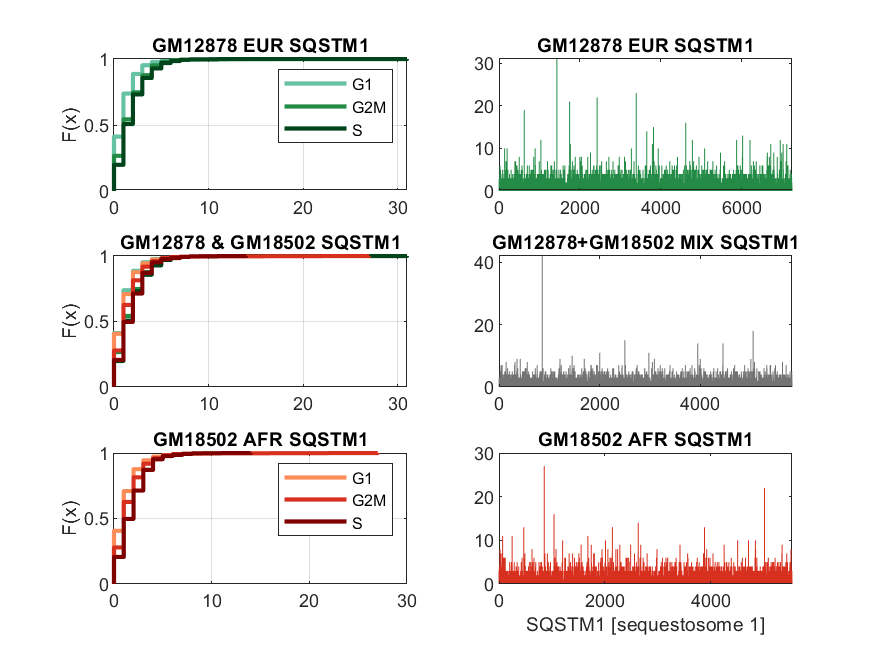 GM12878 EUR SQSTM1
1
0.5
0
F(x)
0 10 20 30
G1
G2M
S
GM12878 EUR SQSTM1
30
20
10
0
0 2000 4000 6000
GM12878 & GM18502 SQSTM1
1
0.5
0
F(x)
0 10 20 30
GM12878+GM18502 MIX SQSTM1
40
20
0
0 2000 4000
GM18502 AFR SQSTM1
1
0.5
0
F(x)
0 10 20 30
G1
G2M
S
GM18502 AFR SQSTM1
30
20
10
0
0 2000 4000
SQSTM1 [sequestosome 1]